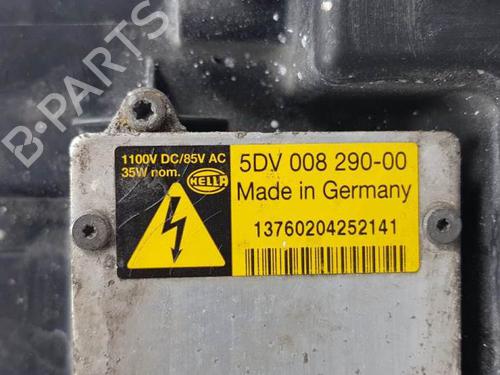 B-PARTS
1100V DC/85V AC
35W nom.
HELLA
5DV 008 290-00
Made in Germany
13760204252141